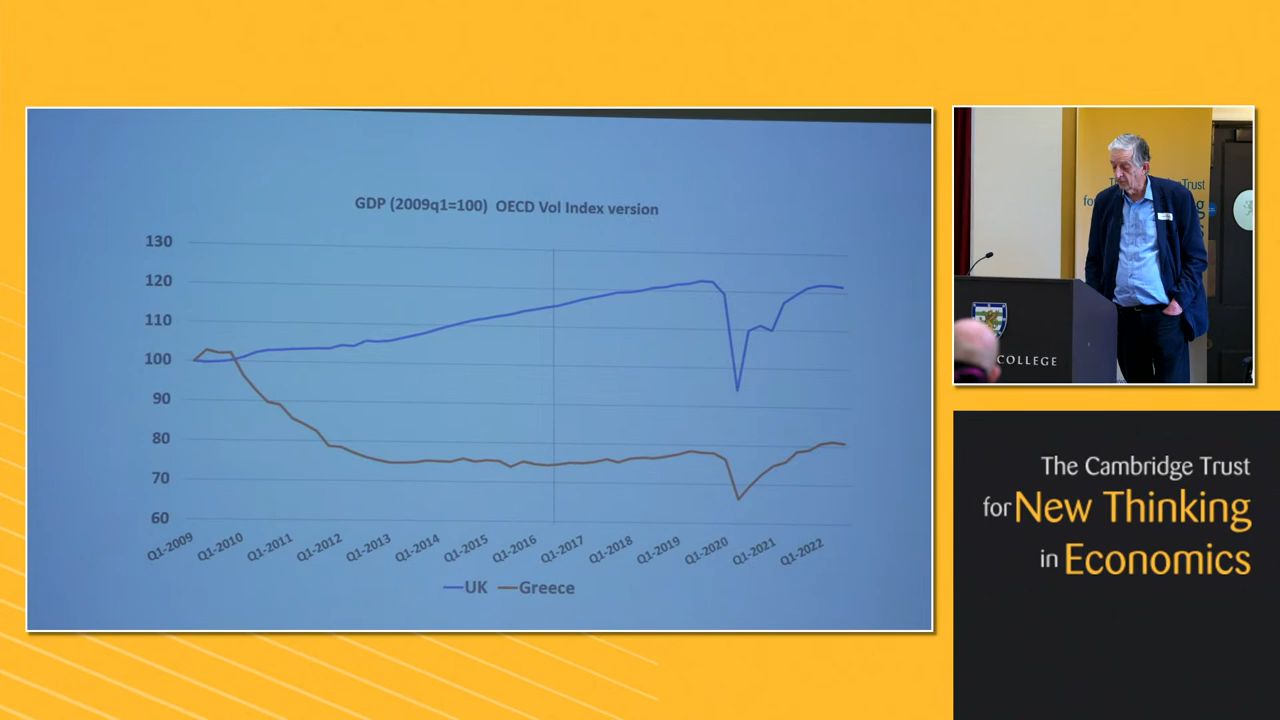 GDP (2009q1=100) OECD Vol Index version
130
120
110
100
90
80
70
60
Q1-2009
Q1-2010
Q1-2011
Q1-2012
Q1-2013
Q1-2014
Q1-2015
Q1-2016
Q1-2017
Q1-2018
Q1-2019
Q1-2020
Q1-2021
Q1-2022
UK
Greece
Trust
COLLEGE
The Cambridge Trust
for New Thinking
in Economics